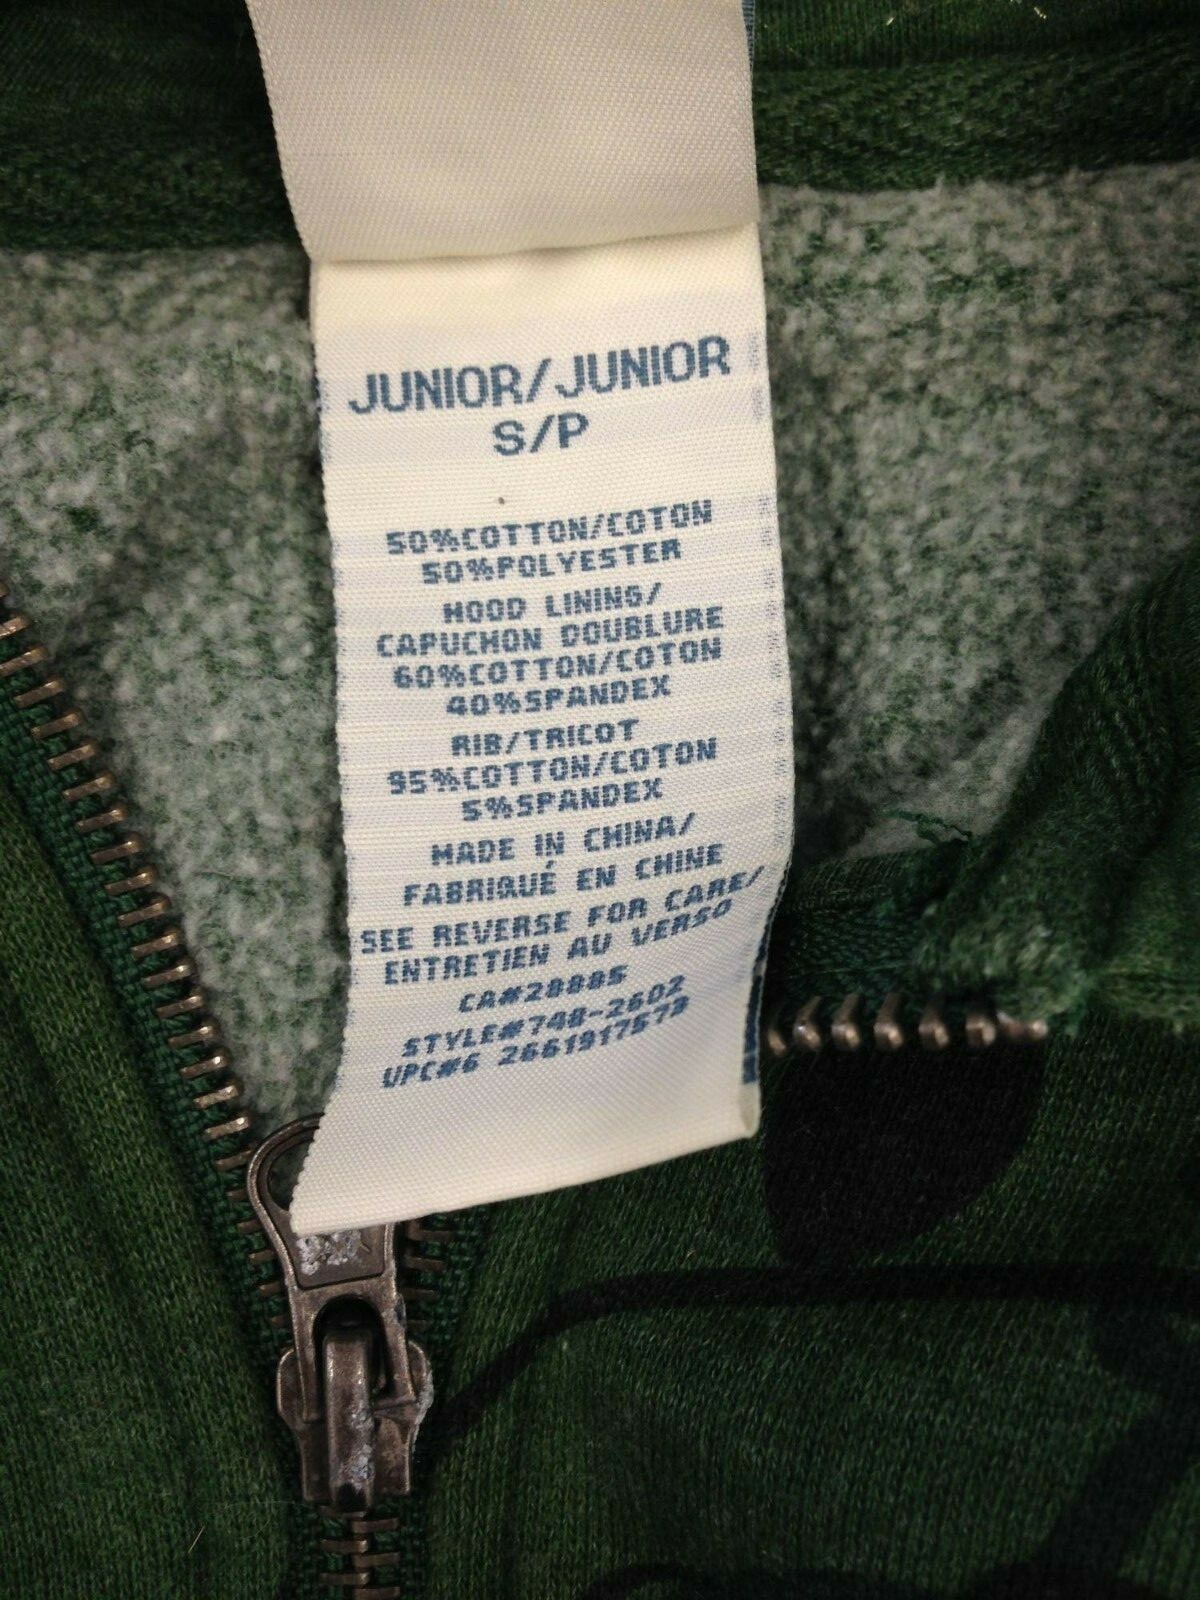 JUNIOR/JUNIOR
S/P
50%COTTON/COTON
50%POLYESTER
HOOD LINING/
CAPUCHON DOUBLURE
60%COTTON/COTON
40%SPANDEX
RIB/TRICOT
95%COTTON/COTON
5%SPANDEX
MADE IN CHINA/
FABRIQUÉ EN CHINE
SEE REVERSE FOR CARE/
ENTRETIEN AU VERSO
CA#28885
STYLE#748-2602
UPC#6 2661917573